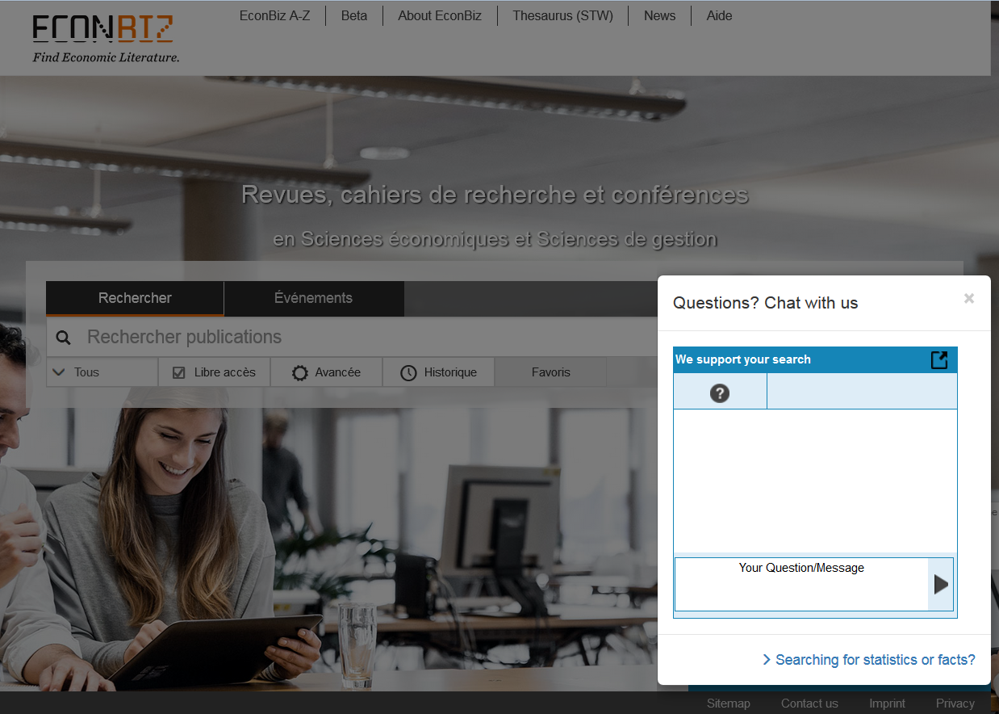 ECONBIZ
Find Economic Literature.
EconBiz A-Z
Beta
About EconBiz
Thesaurus (STW)
News
Aide
Revues, cahiers de recherche et conférences
en Sciences économiques et Sciences de gestion
Rechercher
Événements
Rechercher publications
Tous
Libre accès
Avancée
Historique
Favoris
Questions? Chat with us
×
We support your search
?
Your Question/Message
Searching for statistics or facts?
Sitemap
Contact us
Imprint
Privacy